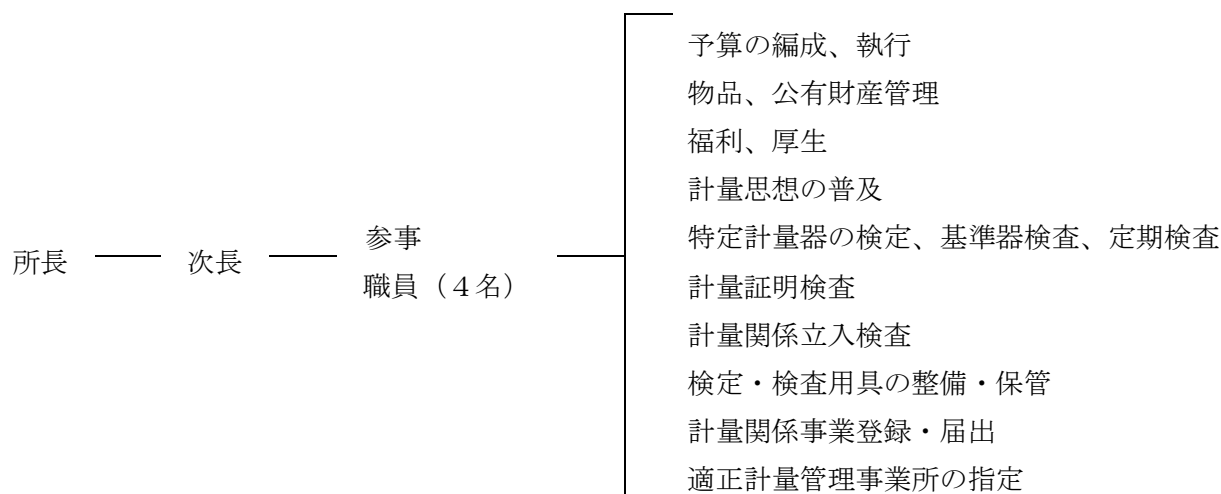 予算の編成、執行
物品、公有財産管理
福利、厚生
計量思想の普及
所長
次長
参事
職員（４名）
特定計量器の検定、基準器検査、定期検査
計量証明検査
計量関係立入検査
検定・検査用具の整備・保管
計量関係事業登録・届出
適正計量管理事業所の指定